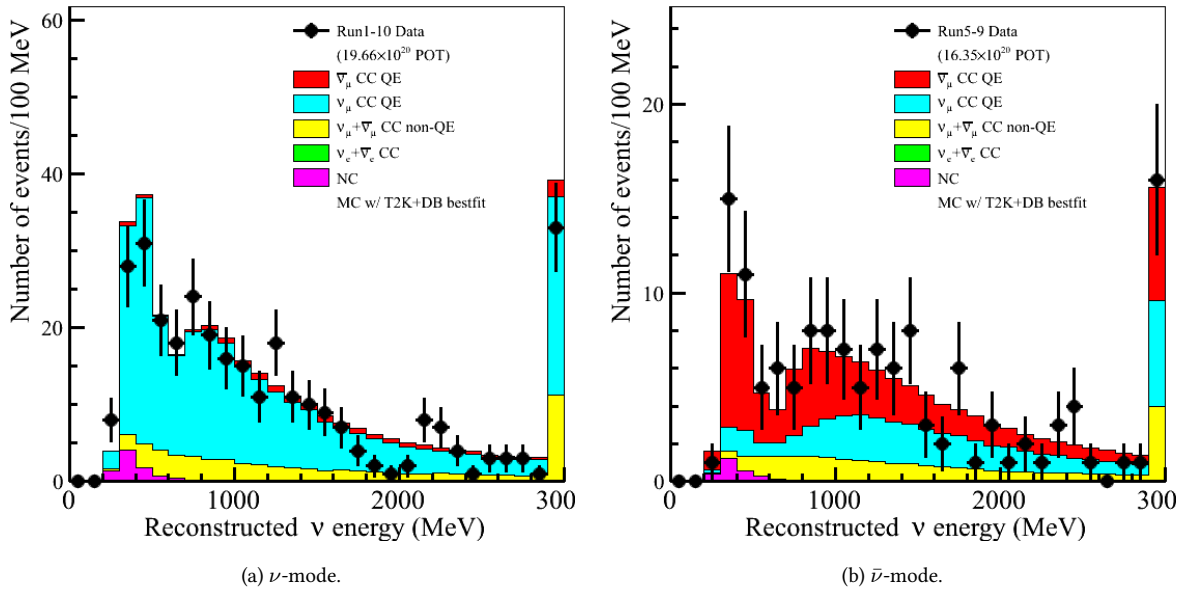 Number of events/100 MeV
60
40
20
0
Run1-10 Data
(19.66×10²⁰ POT)
ν̅μ CC QE
νμ CC QE
νμ+ν̅μ CC non-QE
νe+ν̅e CC
NC
MC w/ T2K+DB bestfit
0 1000 2000 300
Reconstructed ν energy (MeV)
(a) ν-mode.
Number of events/100 MeV
20
10
0
Run5-9 Data
(16.35×10²⁰ POT)
ν̅μ CC QE
νμ CC QE
νμ+ν̅μ CC non-QE
νe+ν̅e CC
NC
MC w/ T2K+DB bestfit
0 1000 2000 300
Reconstructed ν energy (MeV)
(b) ν̄-mode.